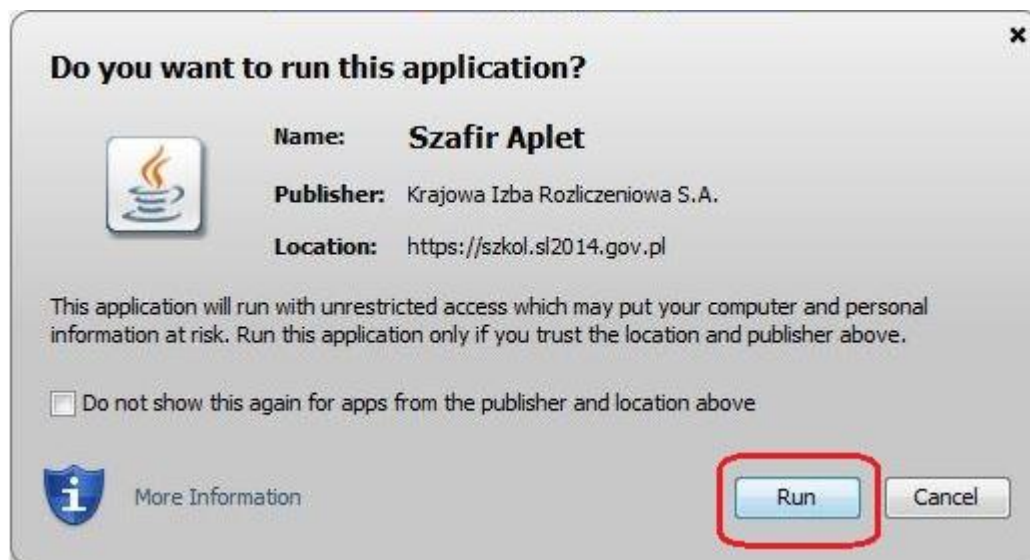 Do you want to run this application?
Name: Szafir Aplet
Publisher: Krajowa Izba Rozliczeniowa S.A.
Location: https://szkol.sl2014.gov.pl
This application will run with unrestricted access which may put your computer and personal
information at risk. Run this application only if you trust the location and publisher above.
Do not show this again for apps from the publisher and location above
More Information
Run
Cancel